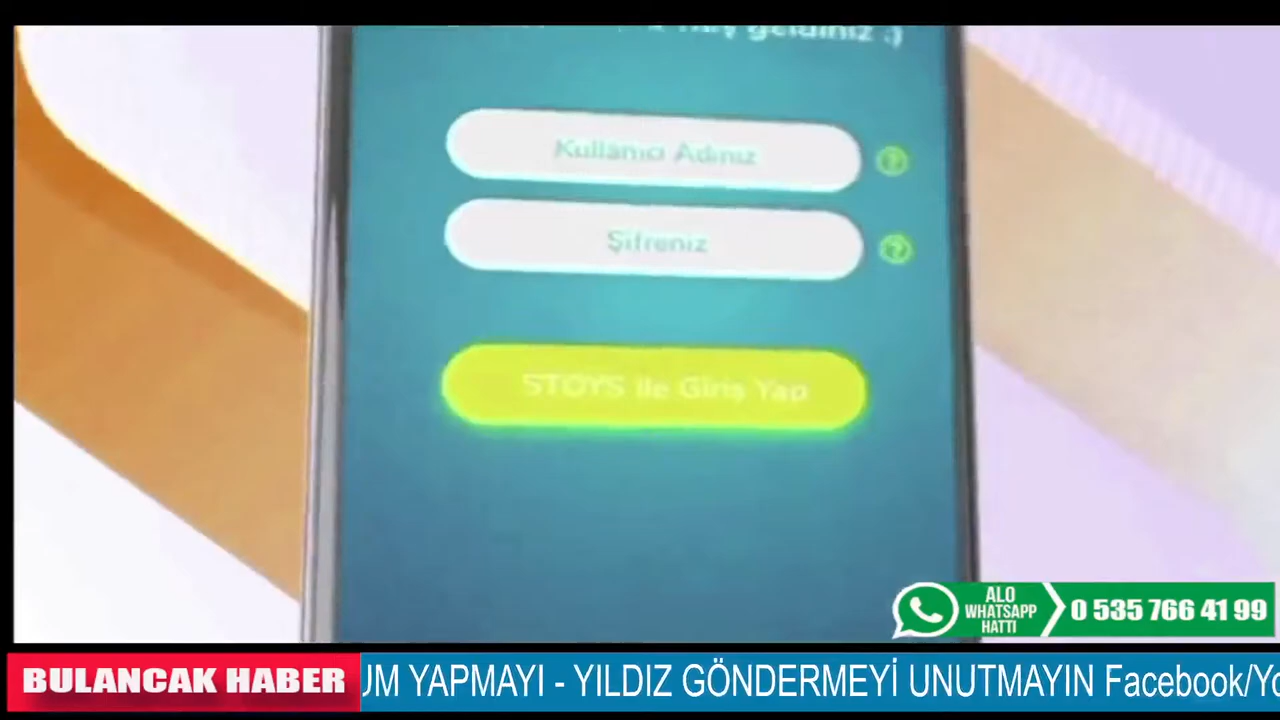 geldiniz :)
Kullanıcı Adınız
Şifreniz
STOYS ile Giriş Yap
ALO
WHATSAPP
HATTI
0 535 766 41 99
BULANCAK HABER
UM YAPMAYI - YILDIZ GÖNDERMEYİ UNUTMAYIN Facebook/Yo